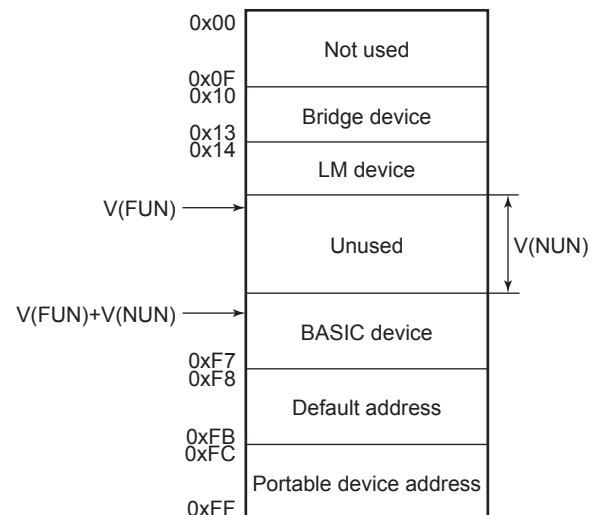 0x00
Not used
0x0F
0x10
Bridge device
0x13
0x14
LM device
V(FUN)
Unused
V(NUN)
V(FUN)+V(NUN)
BASIC device
0xF7
0xF8
Default address
0xFB
0xFC
Portable device address
0xFF